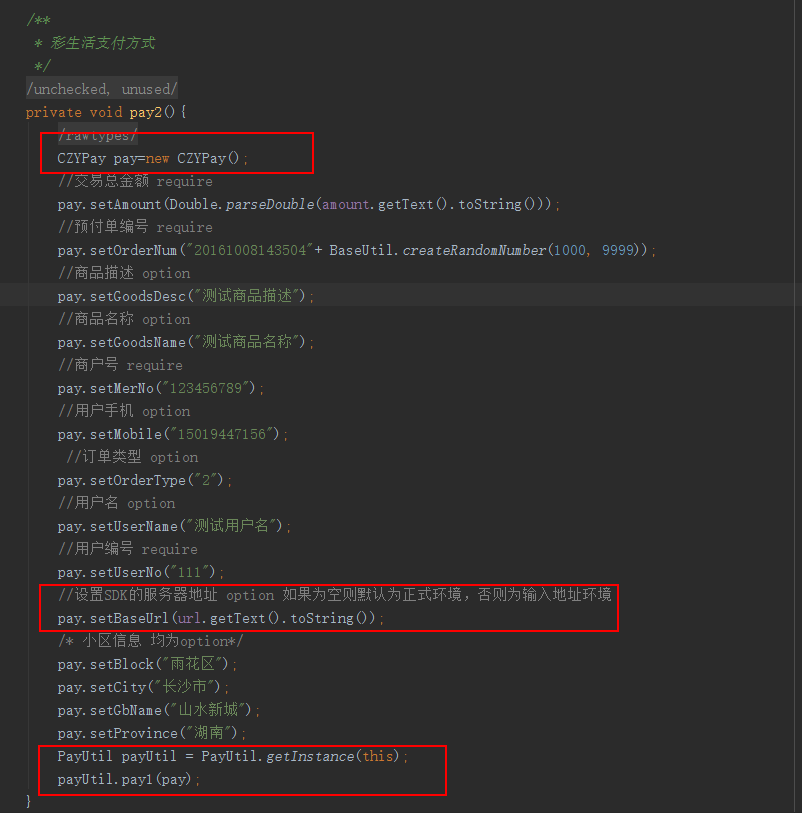 /**
* 彩生活支付方式
*/
/unchecked, unused/
private void pay2(){
/rawtypes/
CZYPay pay=new CZYPay();
//交易总金额 require
pay.setAmount(Double.parseDouble(amount.getText().toString()));
//预付单编号 require
pay.setOrderNum("20161008143504"+ BaseUtil.createRandomNumber(1000, 9999));
//商品描述 option
pay.setGoodsDesc("测试商品描述");
//商品名称 option
pay.setGoodsName("测试商品名称");
//商户号 require
pay.setMerNo("123456789");
//用户手机 option
pay.setMobile("15019447156");
//订单类型 option
pay.setOrderType("2");
//用户名 option
pay.setUserName("测试用户名");
//用户编号 require
pay.setUserNo("111");
//设置SDK的服务器地址 option 如果为空则默认为正式环境，否则为输入地址环境
pay.setBaseUrl(url.getText().toString());
/* 小区信息 均为option*/
pay.setBlock("雨花区");
pay.setCity("长沙市");
pay.setGbName("山水新城");
pay.setProvince("湖南");
PayUtil payUtil = PayUtil.getInstance(this);
payUtil.pay1(pay);
}